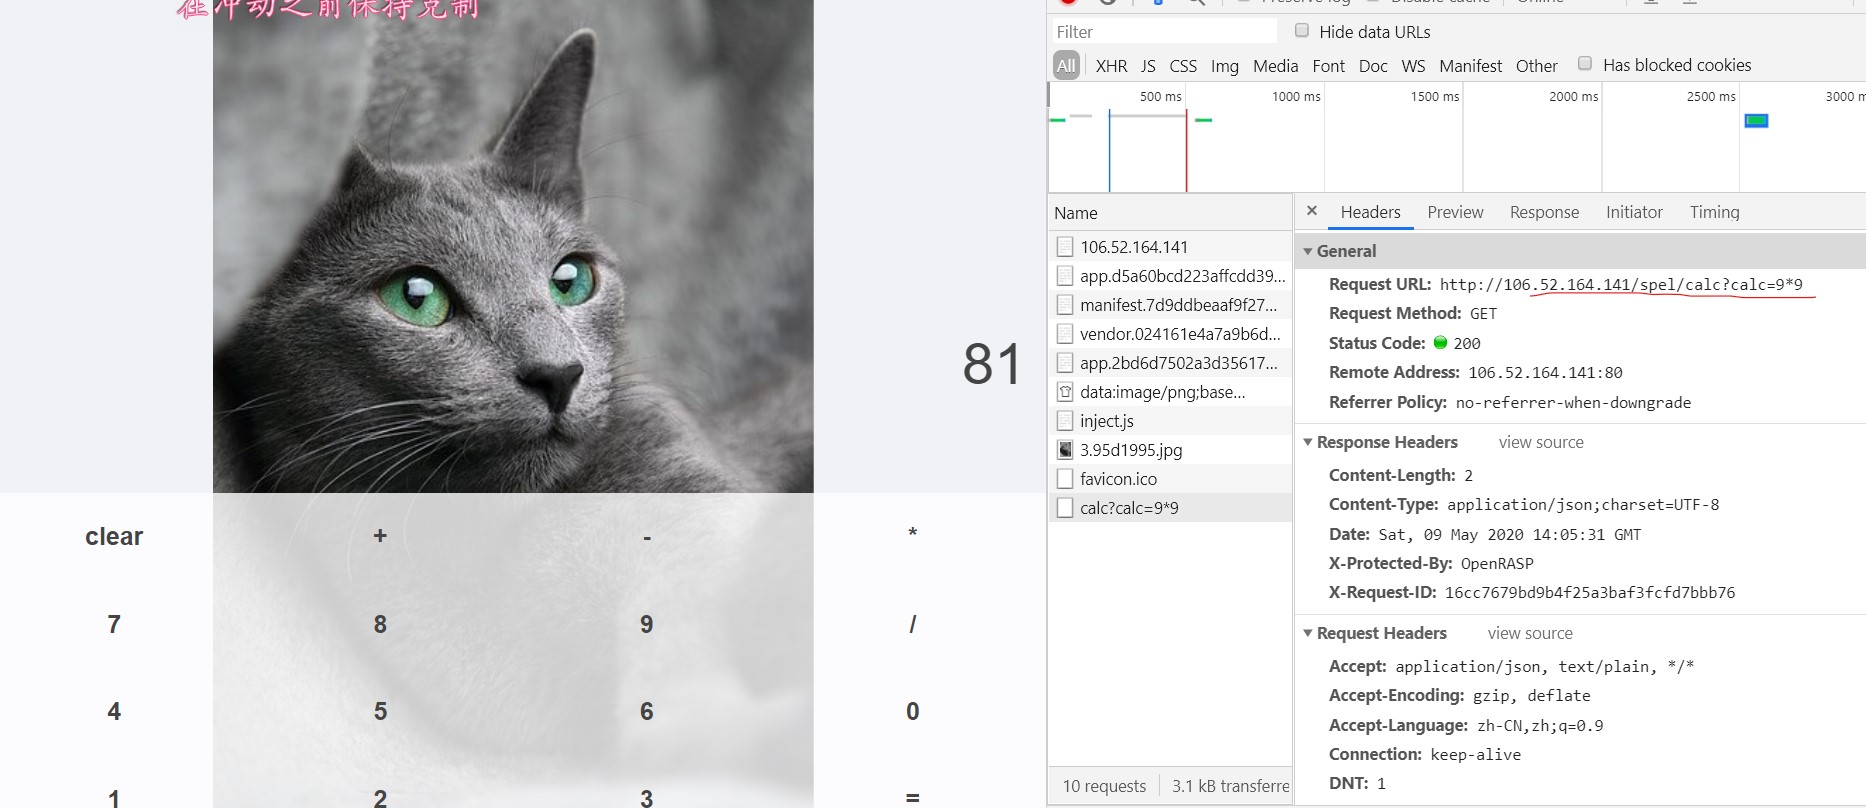 在冲动之前保持克制
81
clear + - *
7 8 9 /
4 5 6 0
1 2 3 =
Preserve log Disable cache Online
Filter Hide data URLs
All XHR JS CSS Img Media Font Doc WS Manifest Other Has blocked cookies
500 ms 1000 ms 1500 ms 2000 ms 2500 ms 3000 m
Name
106.52.164.141
app.d5a60bcd223affcdd39...
manifest.7d9ddbeaaf9f27...
vendor.024161e4a7a9b6d...
app.2bd6d7502a3d35617...
data:image/png;base...
inject.js
3.95d1995.jpg
favicon.ico
calc?calc=9*9
10 requests 3.1 kB transferre
× Headers Preview Response Initiator Timing
General
Request URL: http://106.52.164.141/spel/calc?calc=9*9
Request Method: GET
Status Code: 200
Remote Address: 106.52.164.141:80
Referrer Policy: no-referrer-when-downgrade
Response Headers view source
Content-Length: 2
Content-Type: application/json;charset=UTF-8
Date: Sat, 09 May 2020 14:05:31 GMT
X-Protected-By: OpenRASP
X-Request-ID: 16cc7679bd9b4f25a3baf3fcfd7bbb76
Request Headers view source
Accept: application/json, text/plain, */*
Accept-Encoding: gzip, deflate
Accept-Language: zh-CN,zh;q=0.9
Connection: keep-alive
DNT: 1